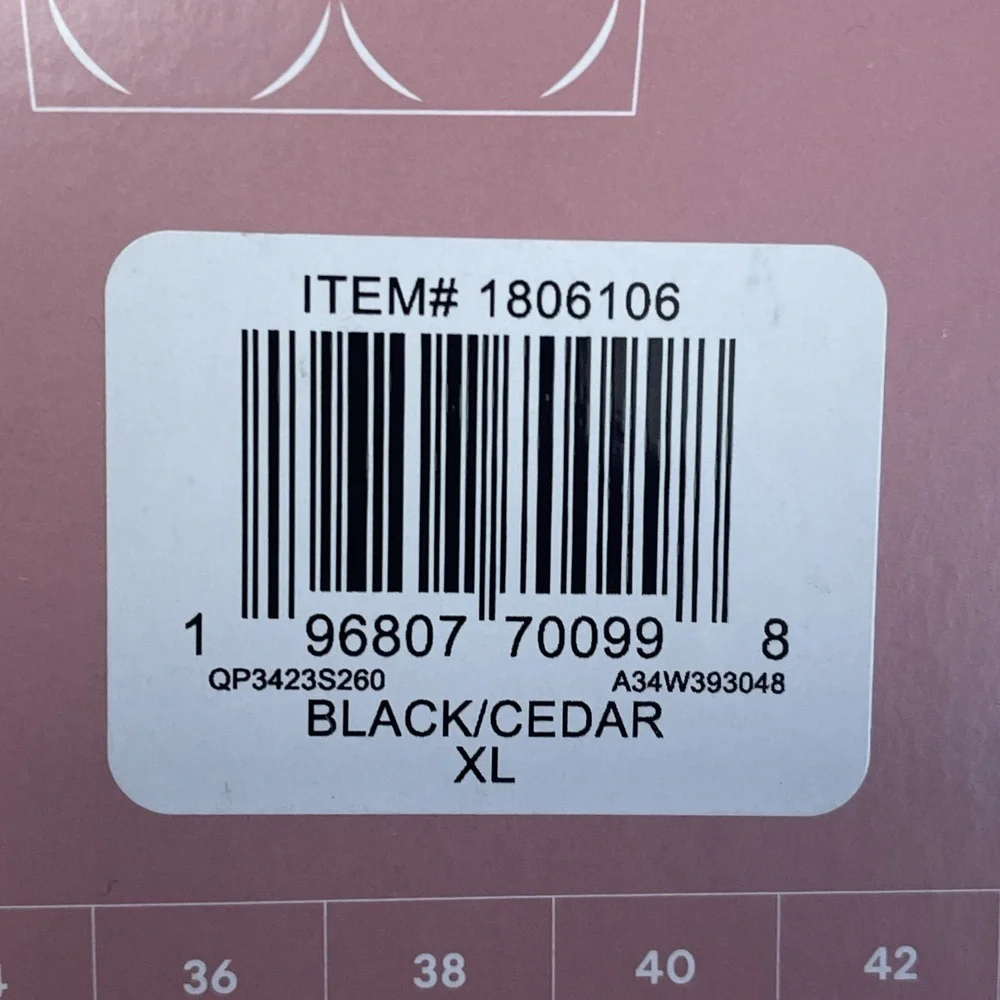 ITEM# 1806106
1 96807 70099 8
QP3423S260 A34W393048
BLACK/CEDAR
XL
36 38 40 42